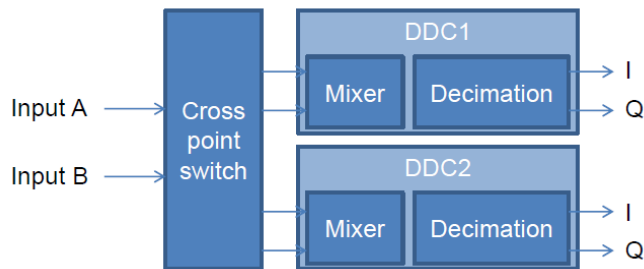 DDC1
Mixer
Decimation
I
Q
Input A
Input B
Cross
point
switch
DDC2
Mixer
Decimation
I
Q